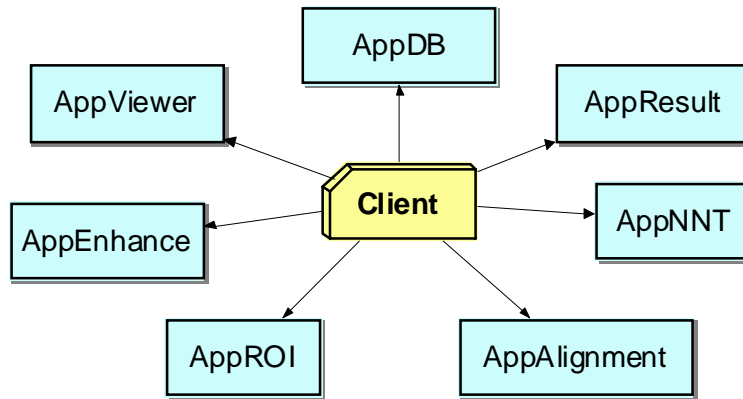 AppDB
AppViewer
AppResult
Client
AppNNT
AppEnhance
AppROI
AppAlignment